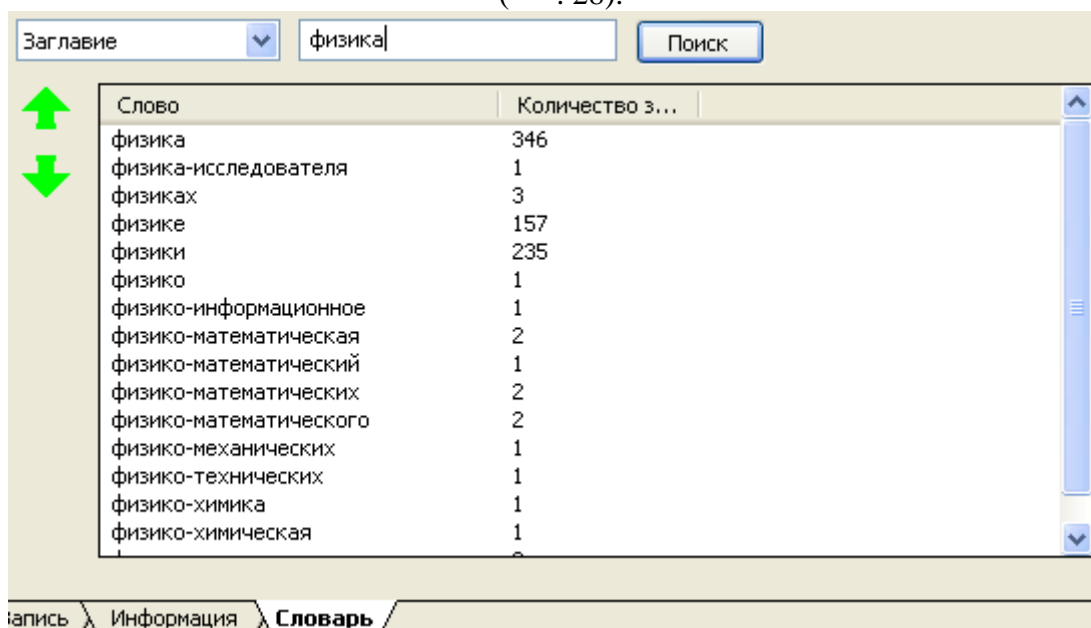 . 28).
Заглавие физика Поиск
Слово Количество з...
физика 346
физика-исследователя 1
физиках 3
физике 157
физики 235
физико 1
физико-информационное 1
физико-математическая 2
физико-математический 1
физико-математических 2
физико-математического 2
физико-механических 1
физико-технических 1
физико-химика 1
физико-химическая 1
апись Информация Словарь